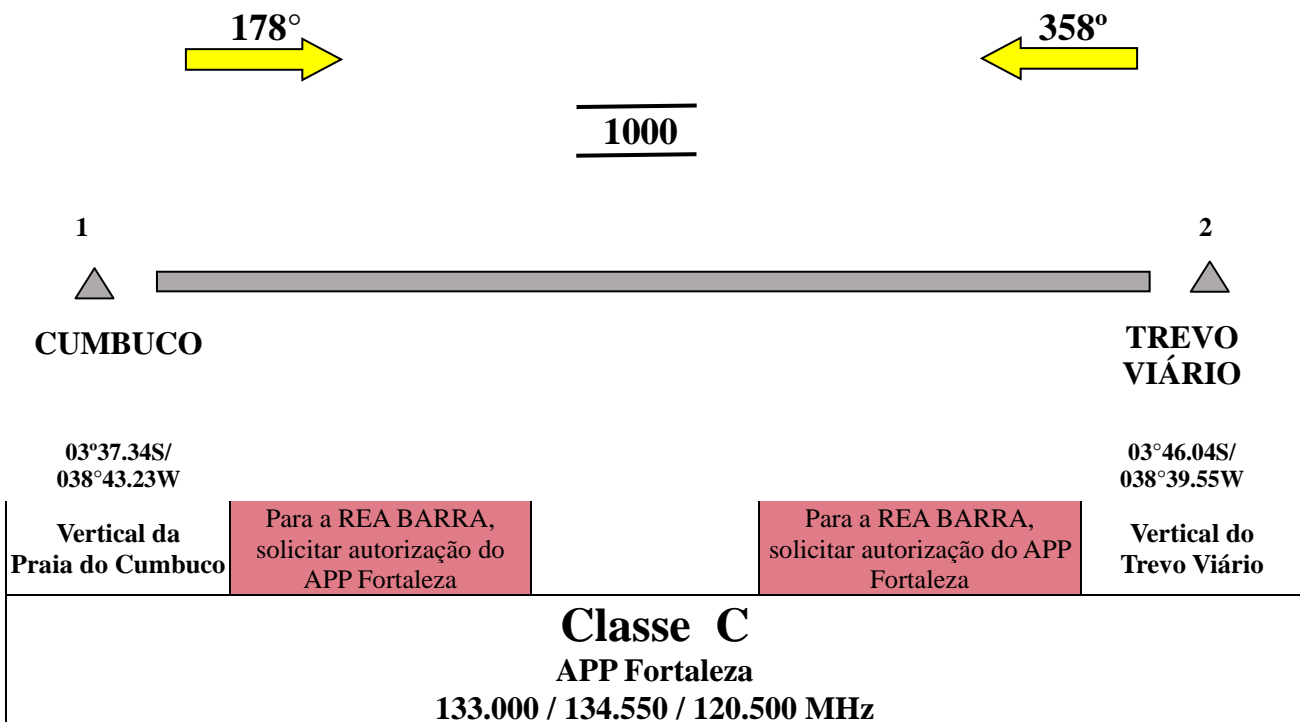 178°
358º
1000
1
2
CUMBUCO
TREVO
VIÁRIO
03º37.34S/
038°43.23W
03°46.04S/
038°39.55W
Vertical da
Praia do Cumbuco
Para a REA BARRA,
solicitar autorização do
APP Fortaleza
Para a REA BARRA,
solicitar autorização do APP
Fortaleza
Vertical do
Trevo Viário
Classe C
APP Fortaleza
133.000 / 134.550 / 120.500 MHz